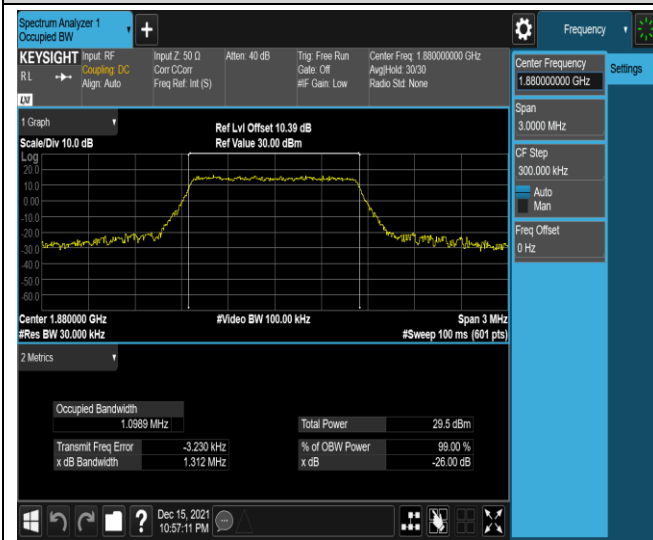 Spectrum Analyzer 1
Occupied BW
+
Frequency
KEYSIGHT
RL
Input: RF
Coupling: DC
Align: Auto
Input Z: 50 Ω
Corr CCorr
Freq Ref: Int (S)
Atten: 40 dB
Trig: Free Run
Gate: Off
#IF Gain: Low
Center Freq: 1.880000000 GHz
Avg|Hold: 30/30
Radio Std: None
LXI
Center Frequency
1.880000000 GHz
Settings
Span
3.0000 MHz
CF Step
300.000 kHz
Auto
Man
Freq Offset
0 Hz
1 Graph
Scale/Div 10.0 dB
Ref Lvl Offset 10.39 dB
Ref Value 30.00 dBm
Log
20.0
10.0
0.00
-10.0
-20.0
-30.0
-40.0
-50.0
-60.0
Center 1.880000 GHz
#Video BW 100.00 kHz
Span 3 MHz
#Res BW 30.000 kHz
#Sweep 100 ms (601 pts)
2 Metrics
Occupied Bandwidth
1.0989 MHz
Total Power 29.5 dBm
Transmit Freq Error -3.230 kHz
% of OBW Power 99.00 %
x dB Bandwidth 1.312 MHz
x dB -26.00 dB
?
Dec 15, 2021
10:57:11 PM